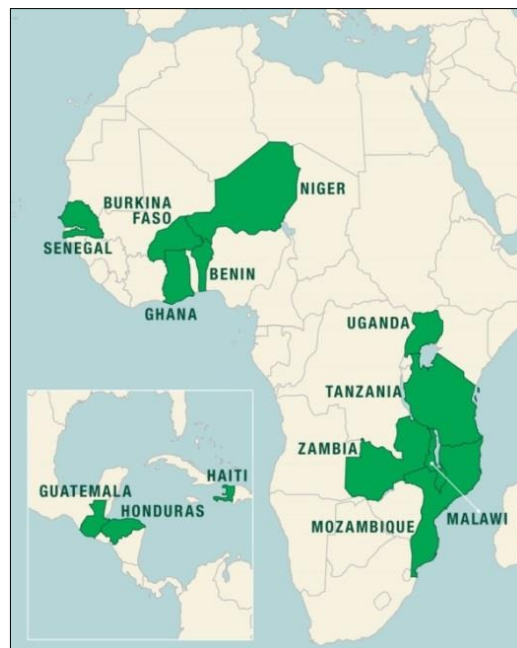 NIGER
BURKINA
FASO
SENEGAL
BENIN
GHANA
UGANDA
TANZANIA
ZAMBIA
MOZAMBIQUE
MALAWI
HAITI
GUATEMALA
HONDURAS